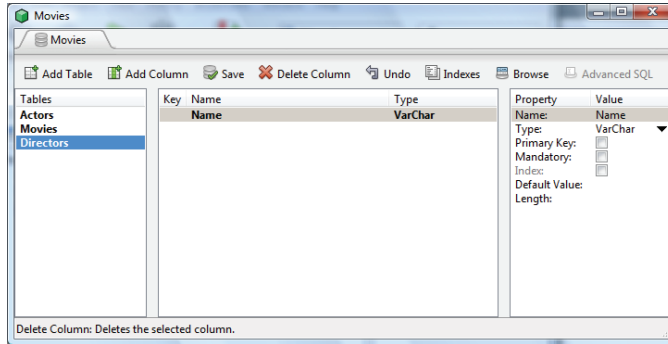 Movies
Movies
Add Table Add Column Save Delete Column Undo Indexes Browse Advanced SQL
Tables Key Name Type Property Value
Actors Name VarChar Name: Name
Movies Type: VarChar
Directors Primary Key:
Mandatory:
Index:
Default Value:
Length:
Delete Column: Deletes the selected column.